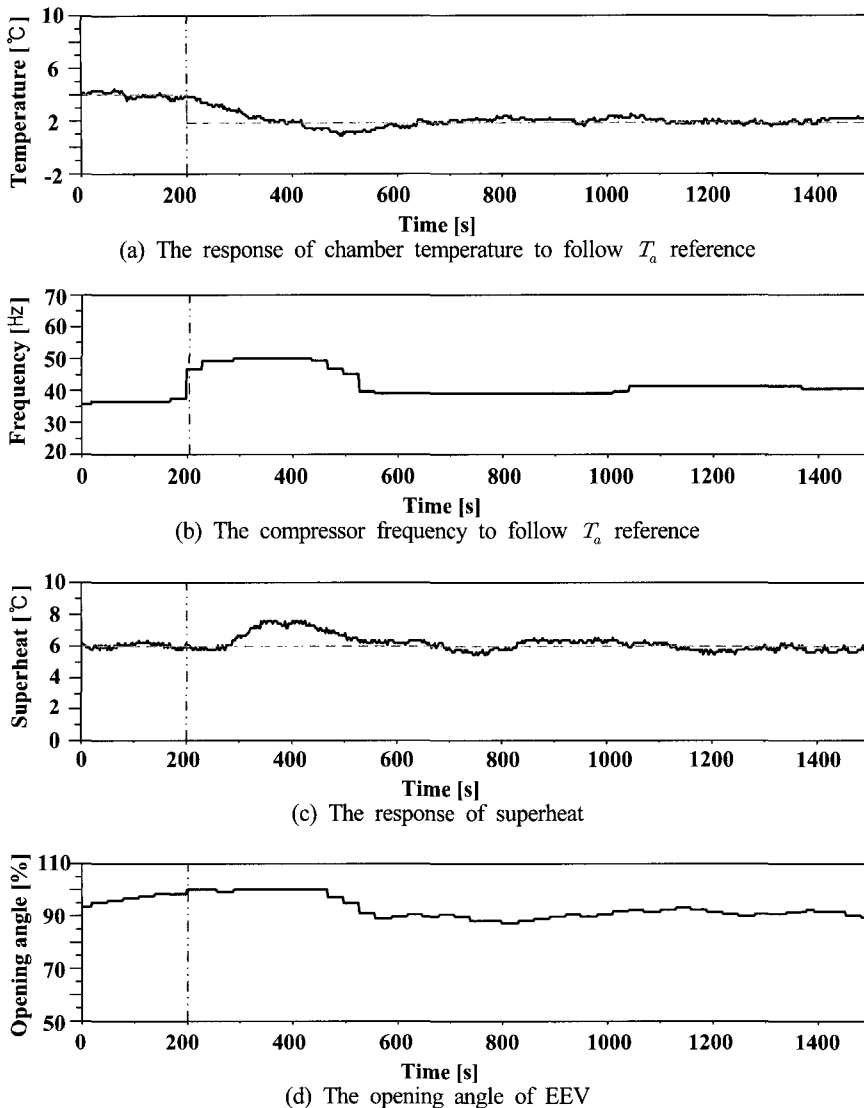 10
6
2
-2
Temperature [℃]
0 200 400 600 800 1000 1200 1400
Time [s]
(a) The response of chamber temperature to follow Ta reference
70
60
50
40
30
20
Frequency [Hz]
0 200 400 600 800 1000 1200 1400
Time [s]
(b) The compressor frequency to follow Ta reference
10
8
6
4
2
0
Superheat [℃]
0 200 400 600 800 1000 1200 1400
Time [s]
(c) The response of superheat
110
90
70
50
Opening angle [%]
0 200 400 600 800 1000 1200 1400
Time [s]
(d) The opening angle of EEV